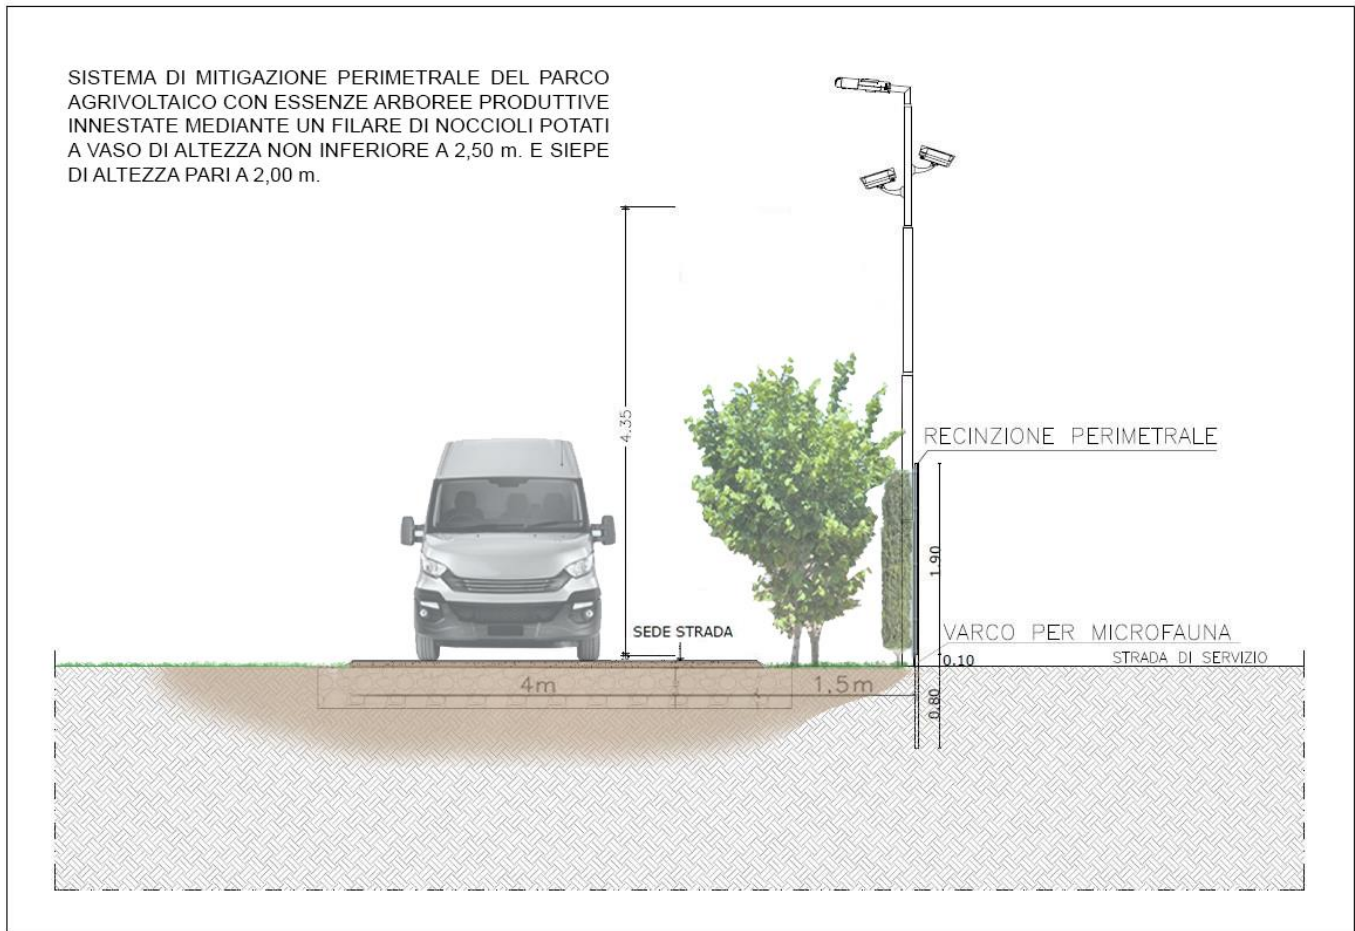 SISTEMA DI MITIGAZIONE PERIMETRALE DEL PARCO
AGRIVOLTAICO CON ESSENZE ARBOREE PRODUTTIVE
INNESTATE MEDIANTE UN FILARE DI NOCCIOLI POTATI
A VASO DI ALTEZZA NON INFERIORE A 2,50 m. E SIEPE
DI ALTEZZA PARI A 2,00 m.
4.35
RECINZIONE PERIMETRALE
1.90
SEDE STRADA
VARCO PER MICROFAUNA
0.10
STRADA DI SERVIZIO
4m
1,5m
0.80